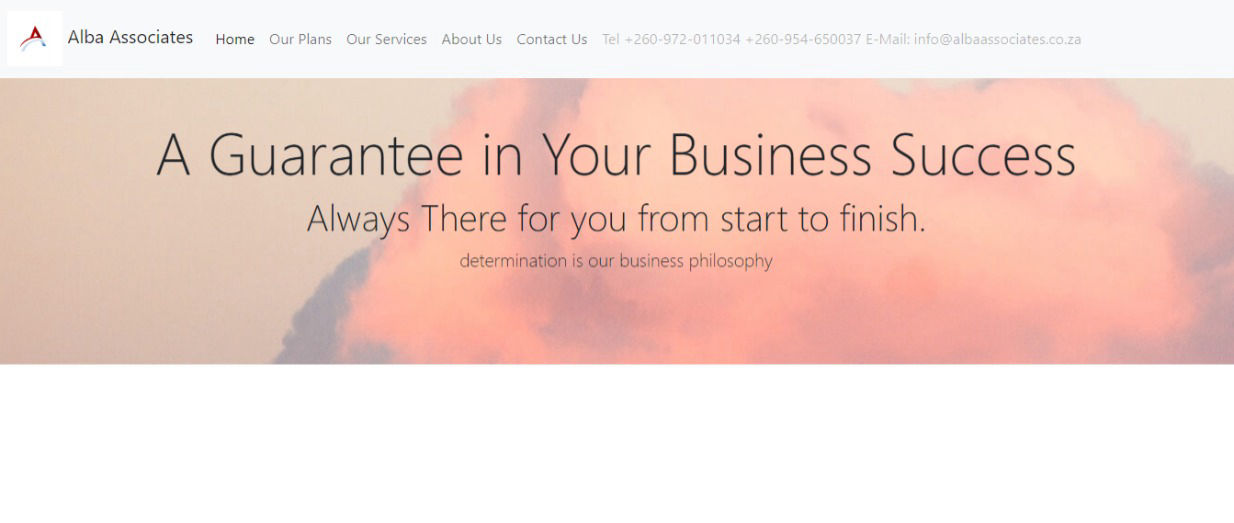 Alba Associates Home Our Plans Our Services About Us Contact Us Tel +260-972-011034 +260-954-650037 E-Mail: info@albaassociates.co.za
A Guarantee in Your Business Success
Always There for you from start to finish.
determination is our business philosophy